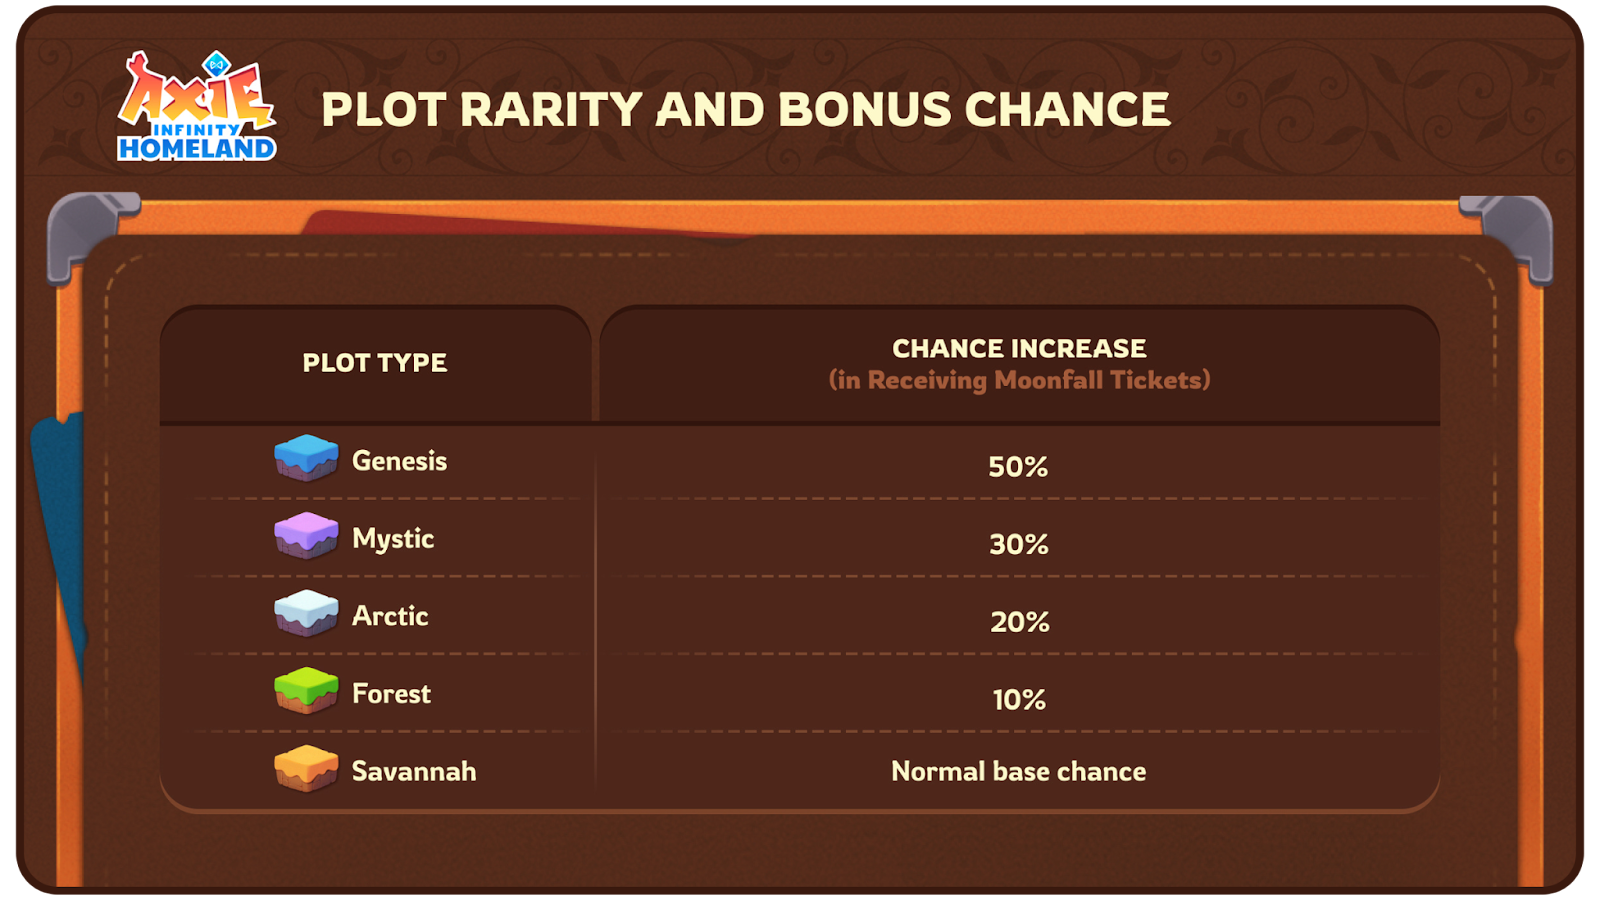 AXIE
INFINITY
HOMELAND
PLOT RARITY AND BONUS CHANCE
PLOT TYPE
CHANCE INCREASE
(in Receiving Moonfall Tickets)
Genesis
50%
Mystic
30%
Arctic
20%
Forest
10%
Savannah
Normal base chance